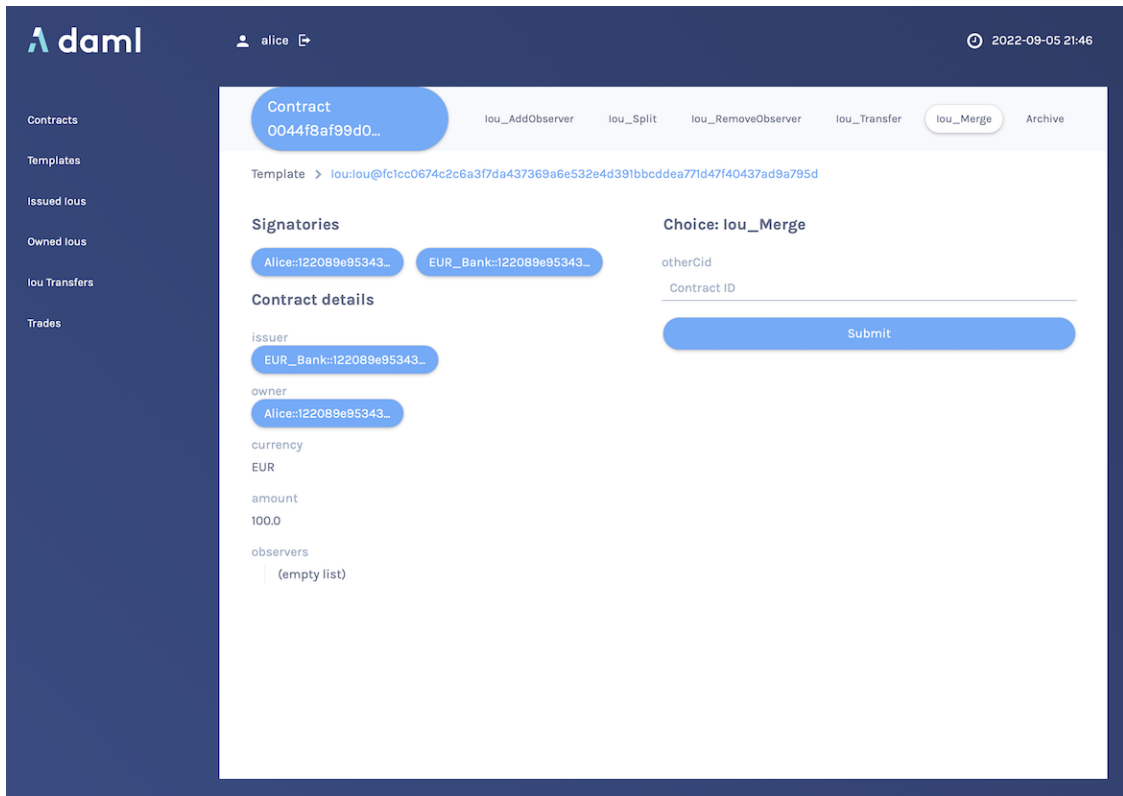 daml
alice
2022-09-05 21:46
Contracts
Templates
Issued Ious
Owned Ious
Iou Transfers
Trades
Contract
0044f8af99d0...
Iou_AddObserver
Iou_Split
Iou_RemoveObserver
Iou_Transfer
Iou_Merge
Archive
Template > Iou:Iou@fc1cc0674c2c6a3f7da437369a6e532e4d391bbcddea771d47f40437ad9a795d
Signatories
Alice::122089e95343...
EUR_Bank::122089e95343...
Contract details
issuer
EUR_Bank::122089e95343...
owner
Alice::122089e95343...
currency
EUR
amount
100.0
observers
(empty list)
Choice: Iou_Merge
otherCid
Contract ID
Submit